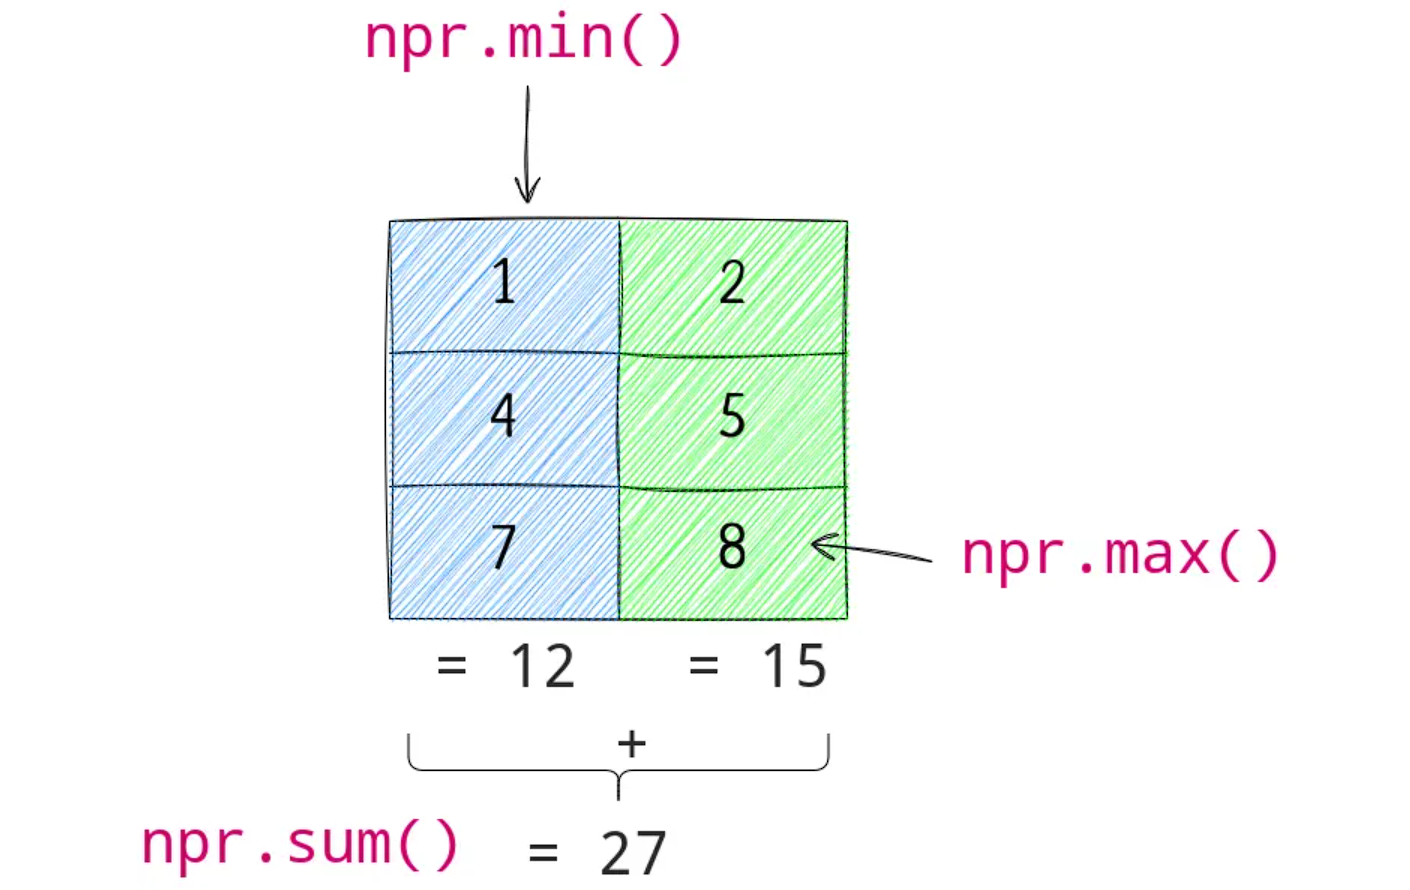 npr.min()
1 2
4 5
7 8
npr.max()
= 12 = 15
+
npr.sum() = 27